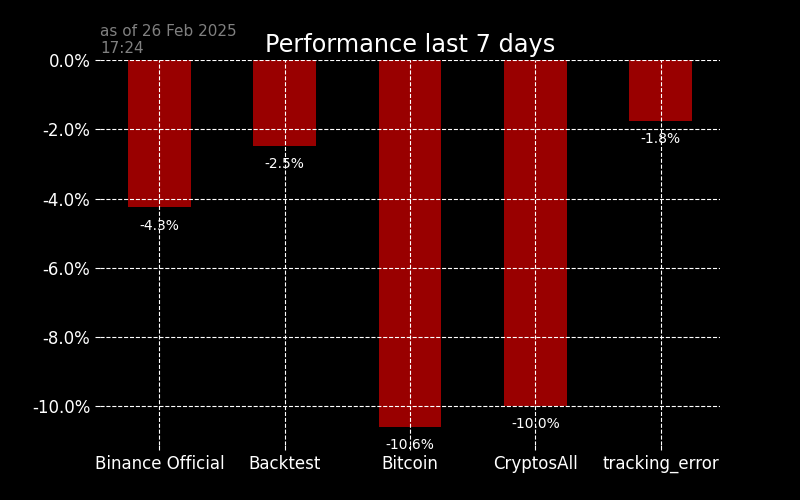 as of 26 Feb 2025
17:24
Performance last 7 days
0.0%
-2.0%
-4.0%
-6.0%
-8.0%
-10.0%
-4.3%
-2.5%
-10.6%
-10.0%
-1.8%
Binance Official
Backtest
Bitcoin
CryptosAll
tracking_error